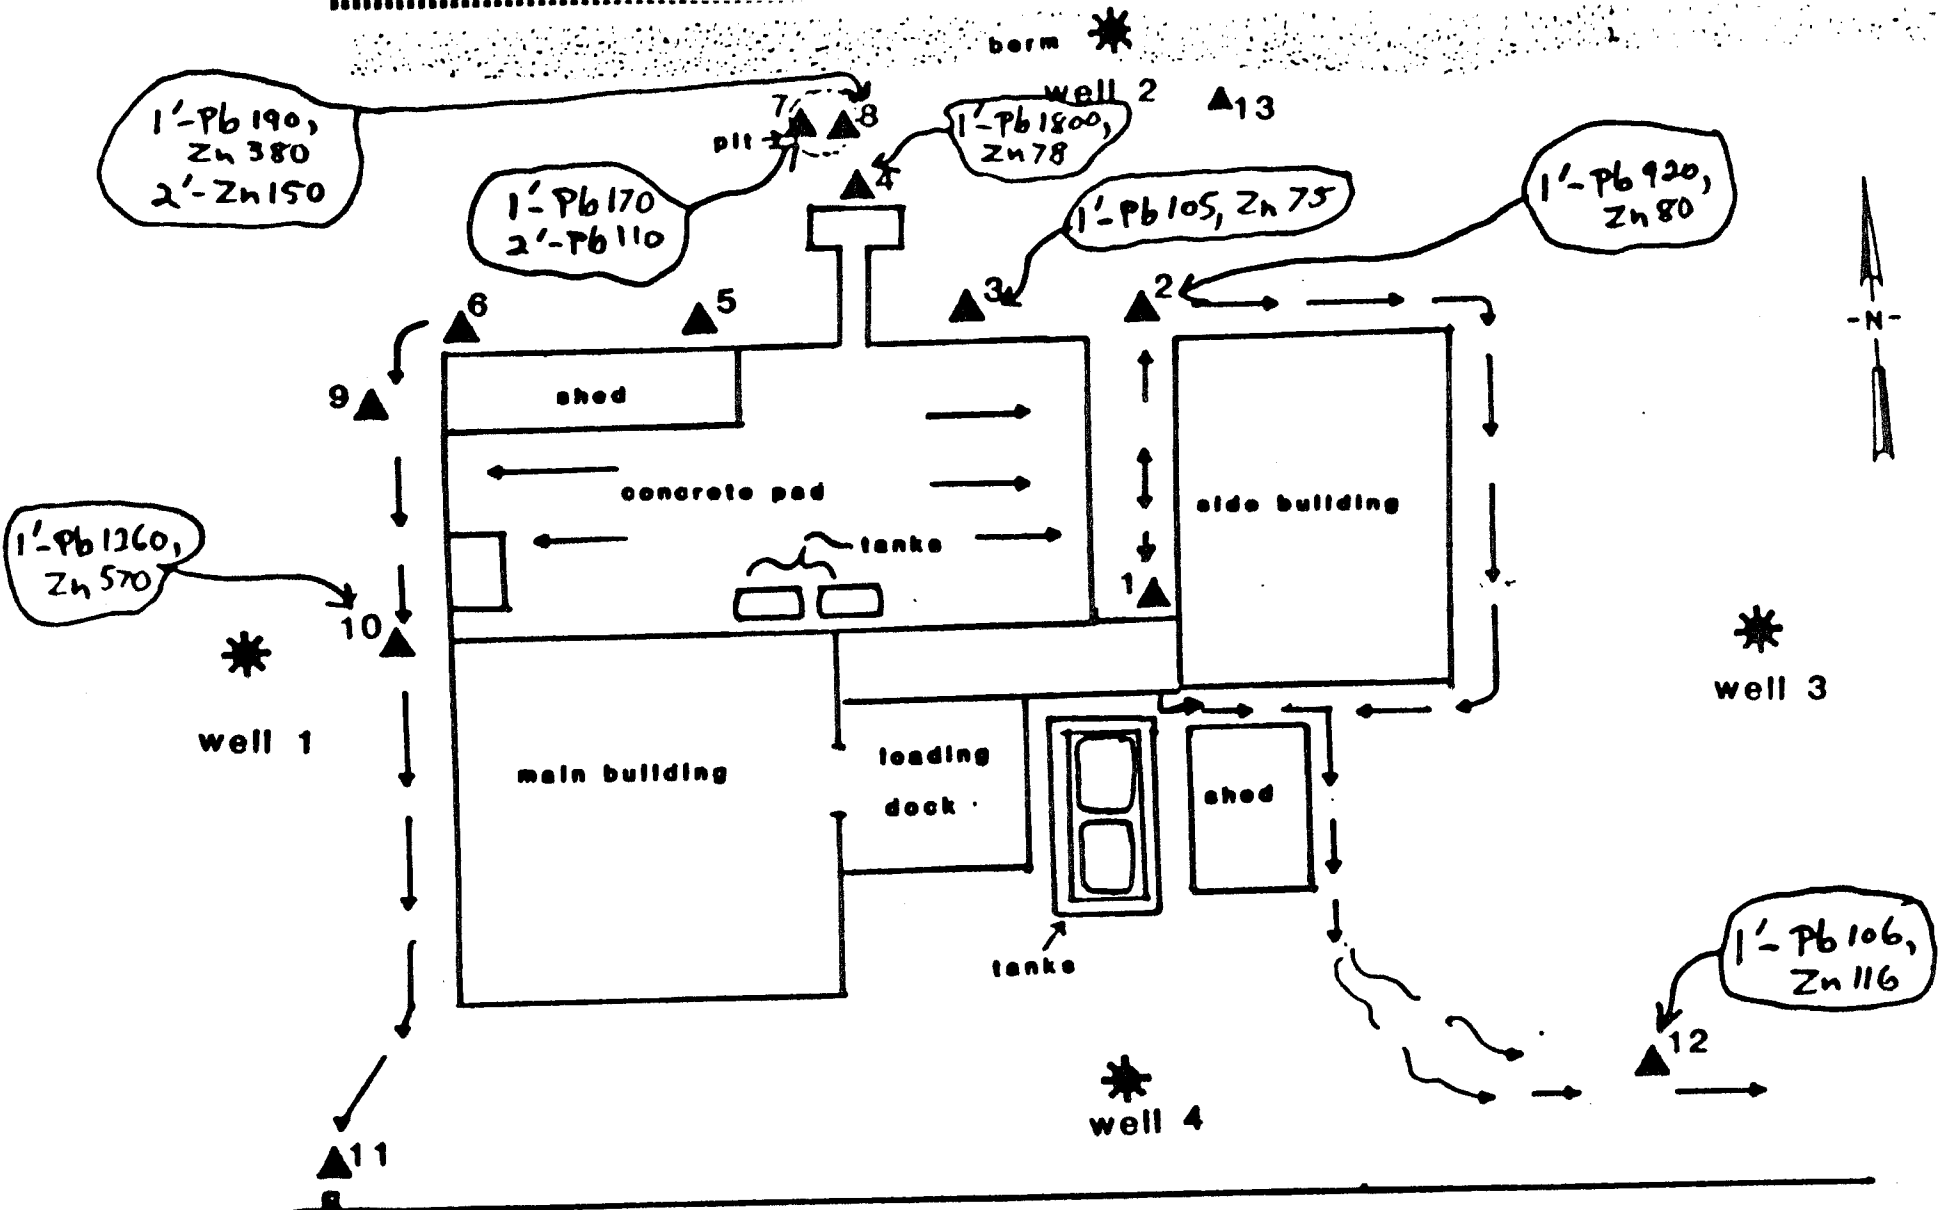 berm
well 2
13
1'-Pb 190,
Zn 380
2'-Zn 150
7
8
pit
1'-Pb 1800,
Zn 78
4
1'-Pb 170
2'-Pb 110
1'-Pb 105, Zn 75
1'-Pb 920,
Zn 80
-N-
6
5
3
2
9
shed
concrete pad
side building
tanks
1
1'-Pb 1260,
Zn 570
10
well 1
well 3
main building
loading
dock
shed
tanks
1'-Pb 106,
Zn 116
12
well 4
11